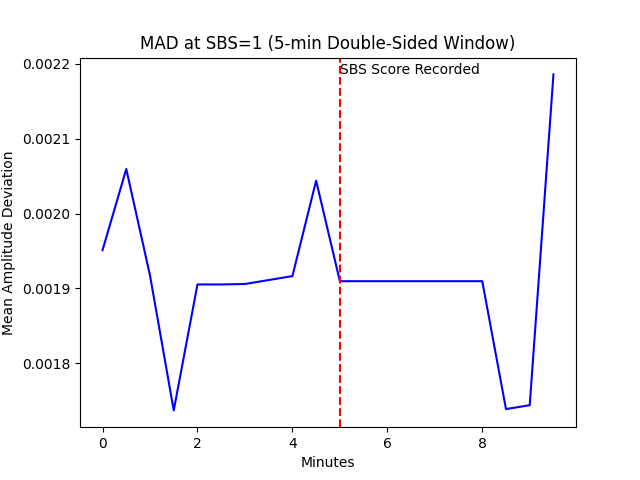 MAD at SBS=1 (5-min Double-Sided Window)
0.0022
0.0021
0.0020
0.0019
0.0018
Mean Amplitude Deviation
SBS Score Recorded
0 2 4 6 8
Minutes